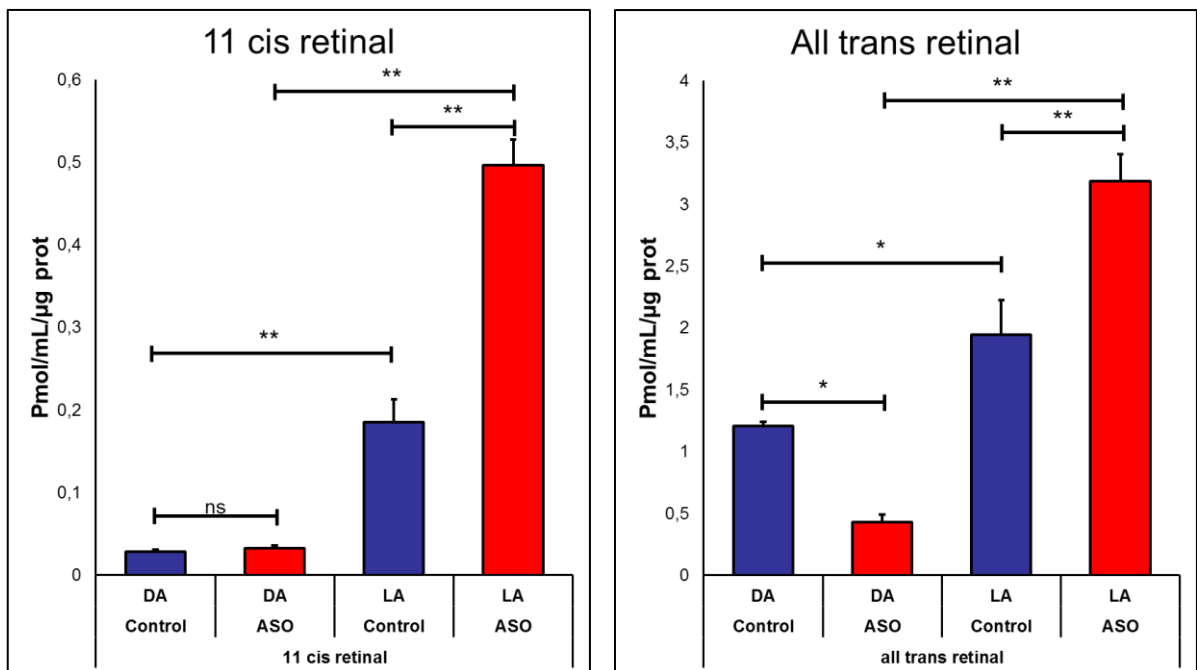 11 cis retinal
**
0,6
**
0,5
0,4
0,3
**
0,2
0,1
ns
0
Pmol/mL/µg prot
DA DA LA LA
Control ASO Control ASO
11 cis retinal
All trans retinal
4
**
3,5
**
3
2,5
*
2
1,5
*
1
0,5
0
Pmol/mL/µg prot
DA DA LA LA
Control ASO Control ASO
all trans retinal